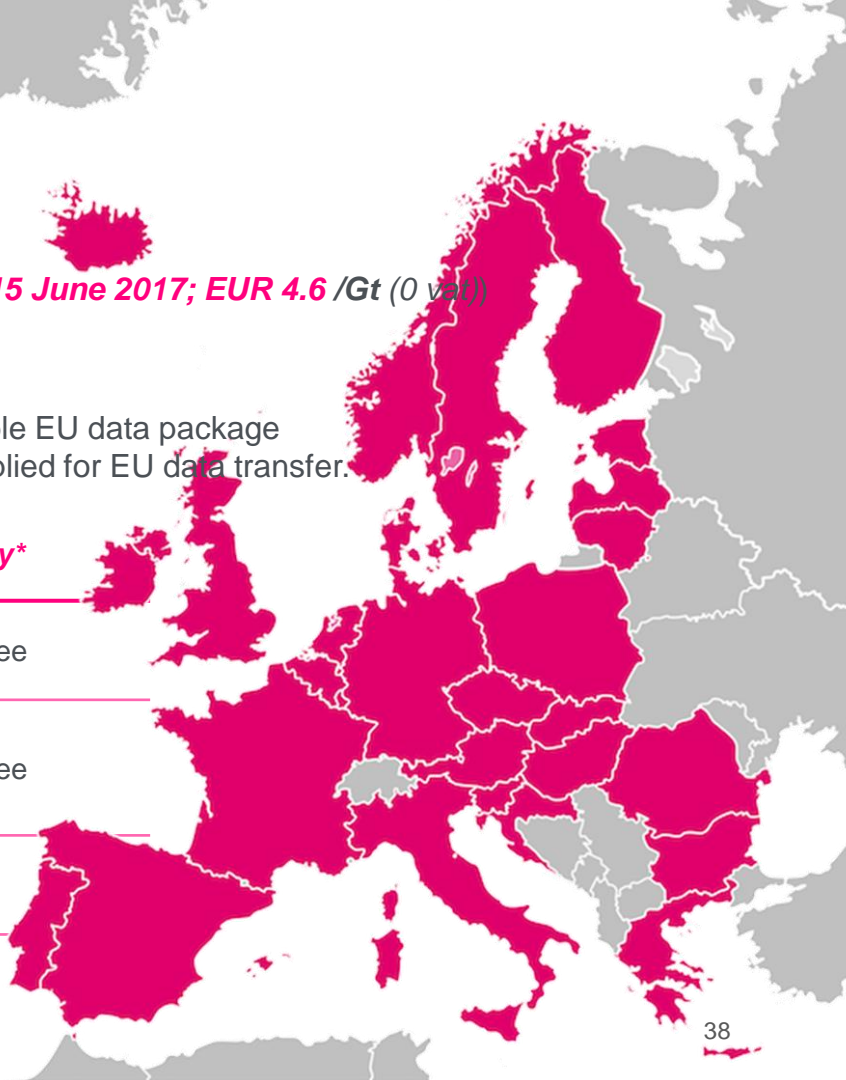 15 June 2017; EUR 4.6 /Gt (0 vat))
ble EU data package
plied for EU data transfer.
y*
ee
ee
38